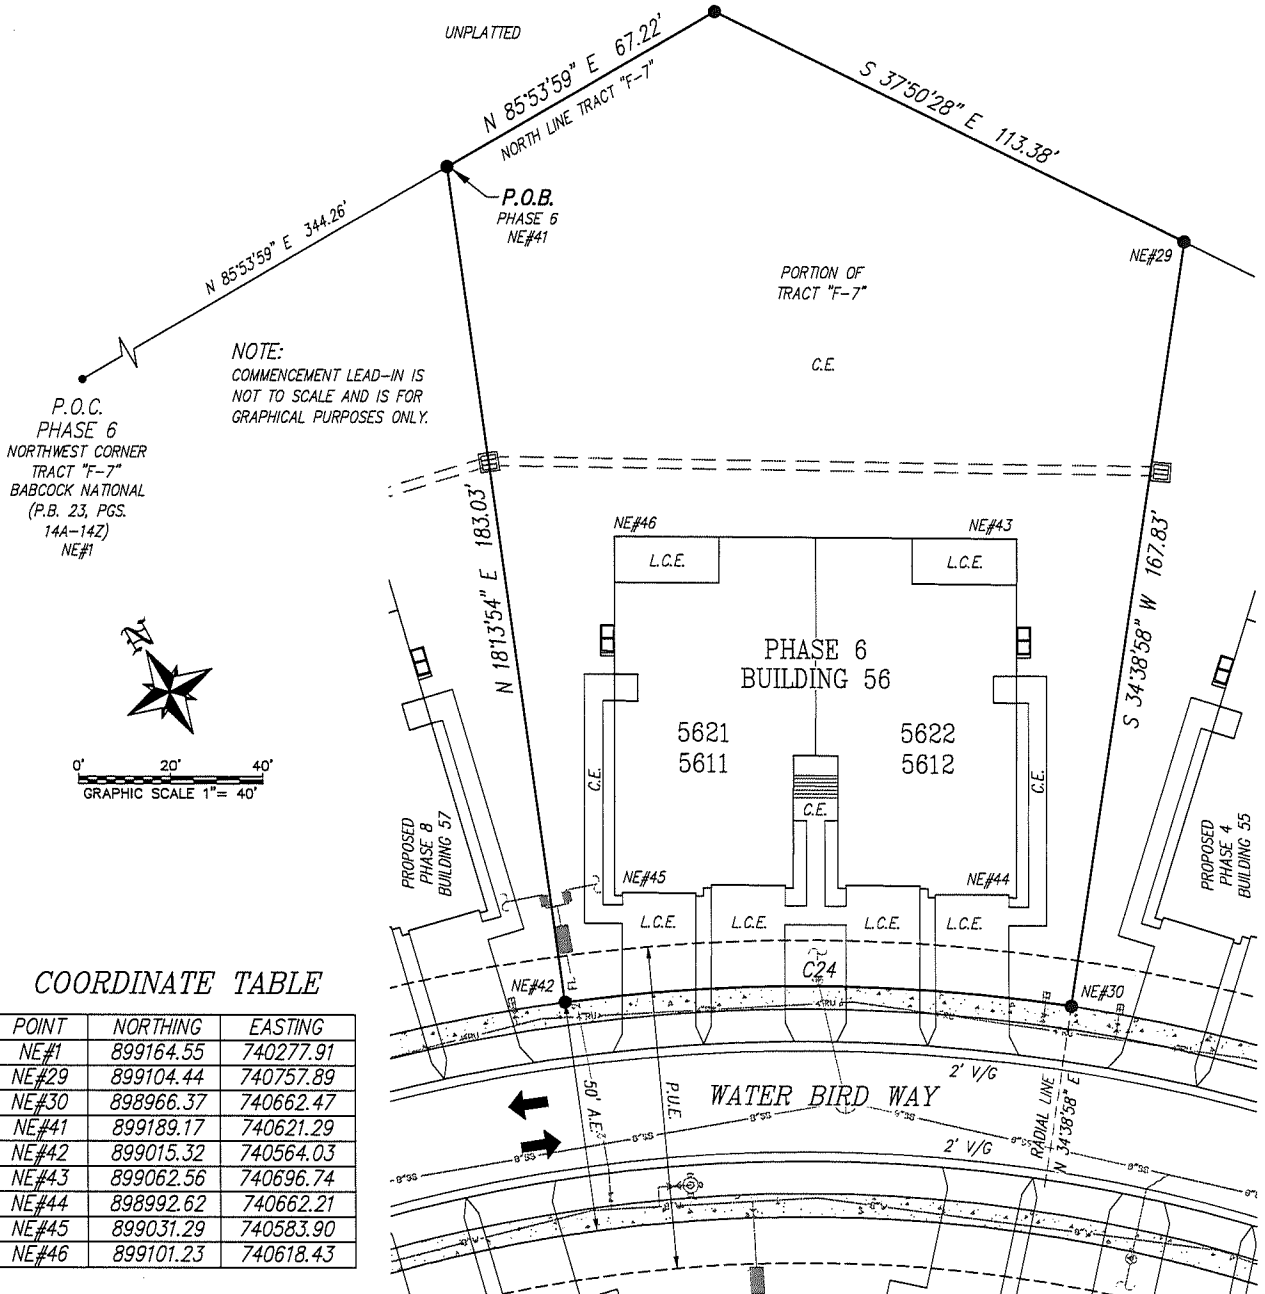 UNPLATTED
N 85°53'59" E 67.22'
NORTH LINE TRACT "F-7"
S 37°50'28" E 113.38'
N 85°53'59" E 344.26'
P.O.B.
PHASE 6
NE#41
NE#29
PORTION OF
TRACT "F-7"
C.E.
NOTE:
COMMENCEMENT LEAD-IN IS
NOT TO SCALE AND IS FOR
GRAPHICAL PURPOSES ONLY.
P.O.C.
PHASE 6
NORTHWEST CORNER
TRACT "F-7"
BABCOCK NATIONAL
(P.B. 23, PGS.
14A-14Z)
NE#1
N 18°13'54" E 183.03'
S 34°38'58" W 167.83'
NE#46
NE#43
L.C.E.
L.C.E.
N
PHASE 6
BUILDING 56
5621
5611
5622
5612
0' 20' 40'
GRAPHIC SCALE 1"= 40'
C.E.
C.E.
C.E.
PROPOSED
PHASE 8
BUILDING 57
PROPOSED
PHASE 4
BUILDING 55
NE#45
NE#44
L.C.E.
L.C.E.
L.C.E.
L.C.E.
C24
NE#42
NE#30
COORDINATE TABLE
POINT NORTHING EASTING
NE#1 899164.55 740277.91
NE#29 899104.44 740757.89
NE#30 898966.37 740662.47
NE#41 899189.17 740621.29
NE#42 899015.32 740564.03
NE#43 899062.56 740696.74
NE#44 898992.62 740662.21
NE#45 899031.29 740583.90
NE#46 899101.23 740618.43
50' A.E.
P.U.E.
WATER BIRD WAY
2' V/G
2' V/G
RADIAL LINE
N 34°38'58" E